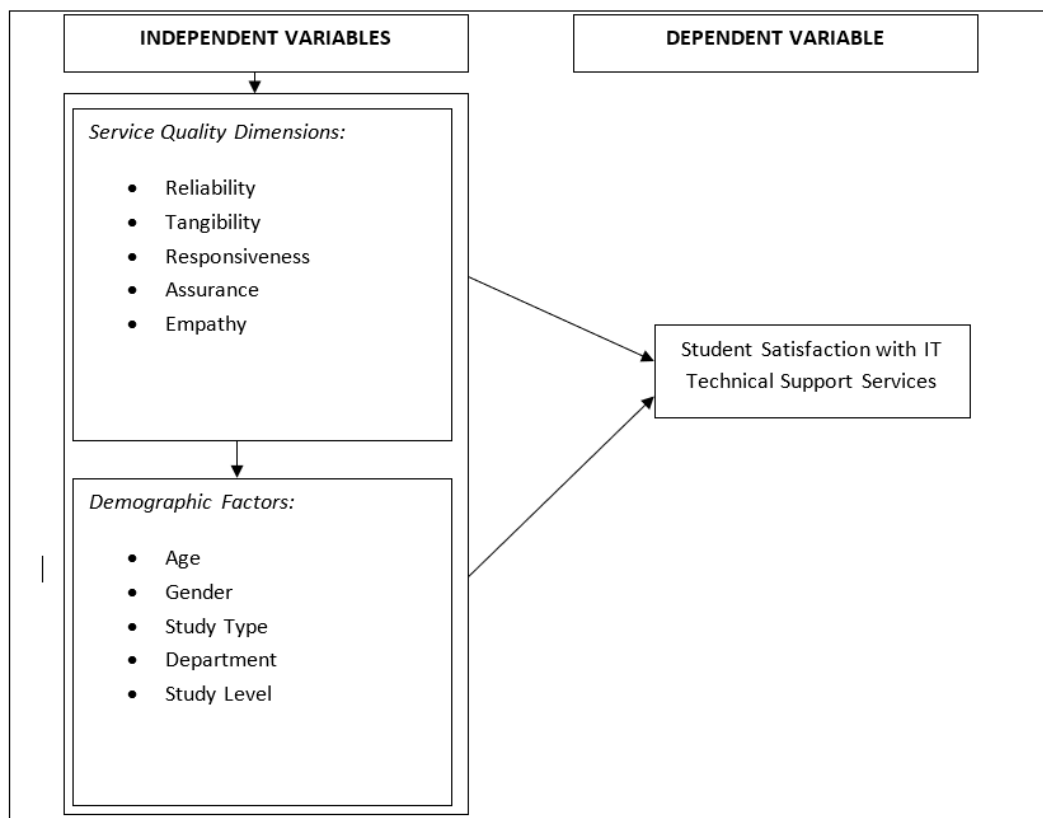 INDEPENDENT VARIABLES
DEPENDENT VARIABLE
Service Quality Dimensions:
• Reliability
• Tangibility
• Responsiveness
• Assurance
• Empathy
Student Satisfaction with IT
Technical Support Services
Demographic Factors:
• Age
• Gender
• Study Type
• Department
• Study Level